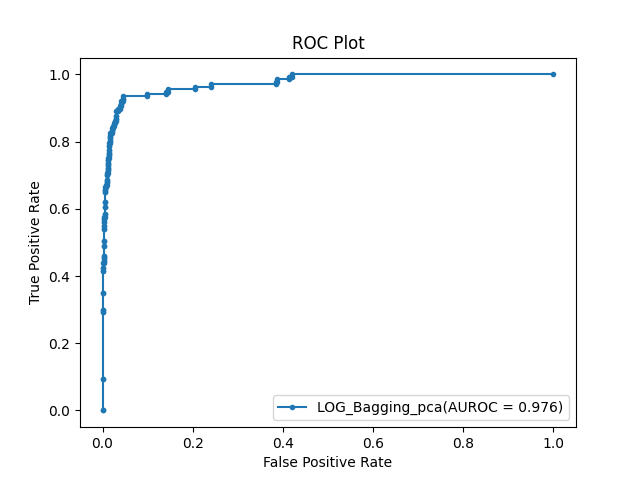 ROC Plot
1.0
0.8
0.6
0.4
0.2
0.0
True Positive Rate
LOG_Bagging_pca(AUROC = 0.976)
0.0 0.2 0.4 0.6 0.8 1.0
False Positive Rate